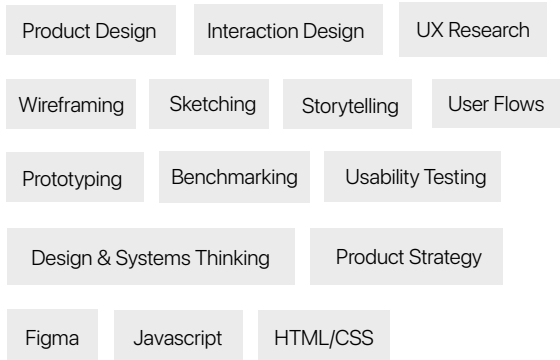 Product Design Interaction Design UX Research
Wireframing Sketching Storytelling User Flows
Prototyping Benchmarking Usability Testing
Design & Systems Thinking Product Strategy
Figma Javascript HTML/CSS